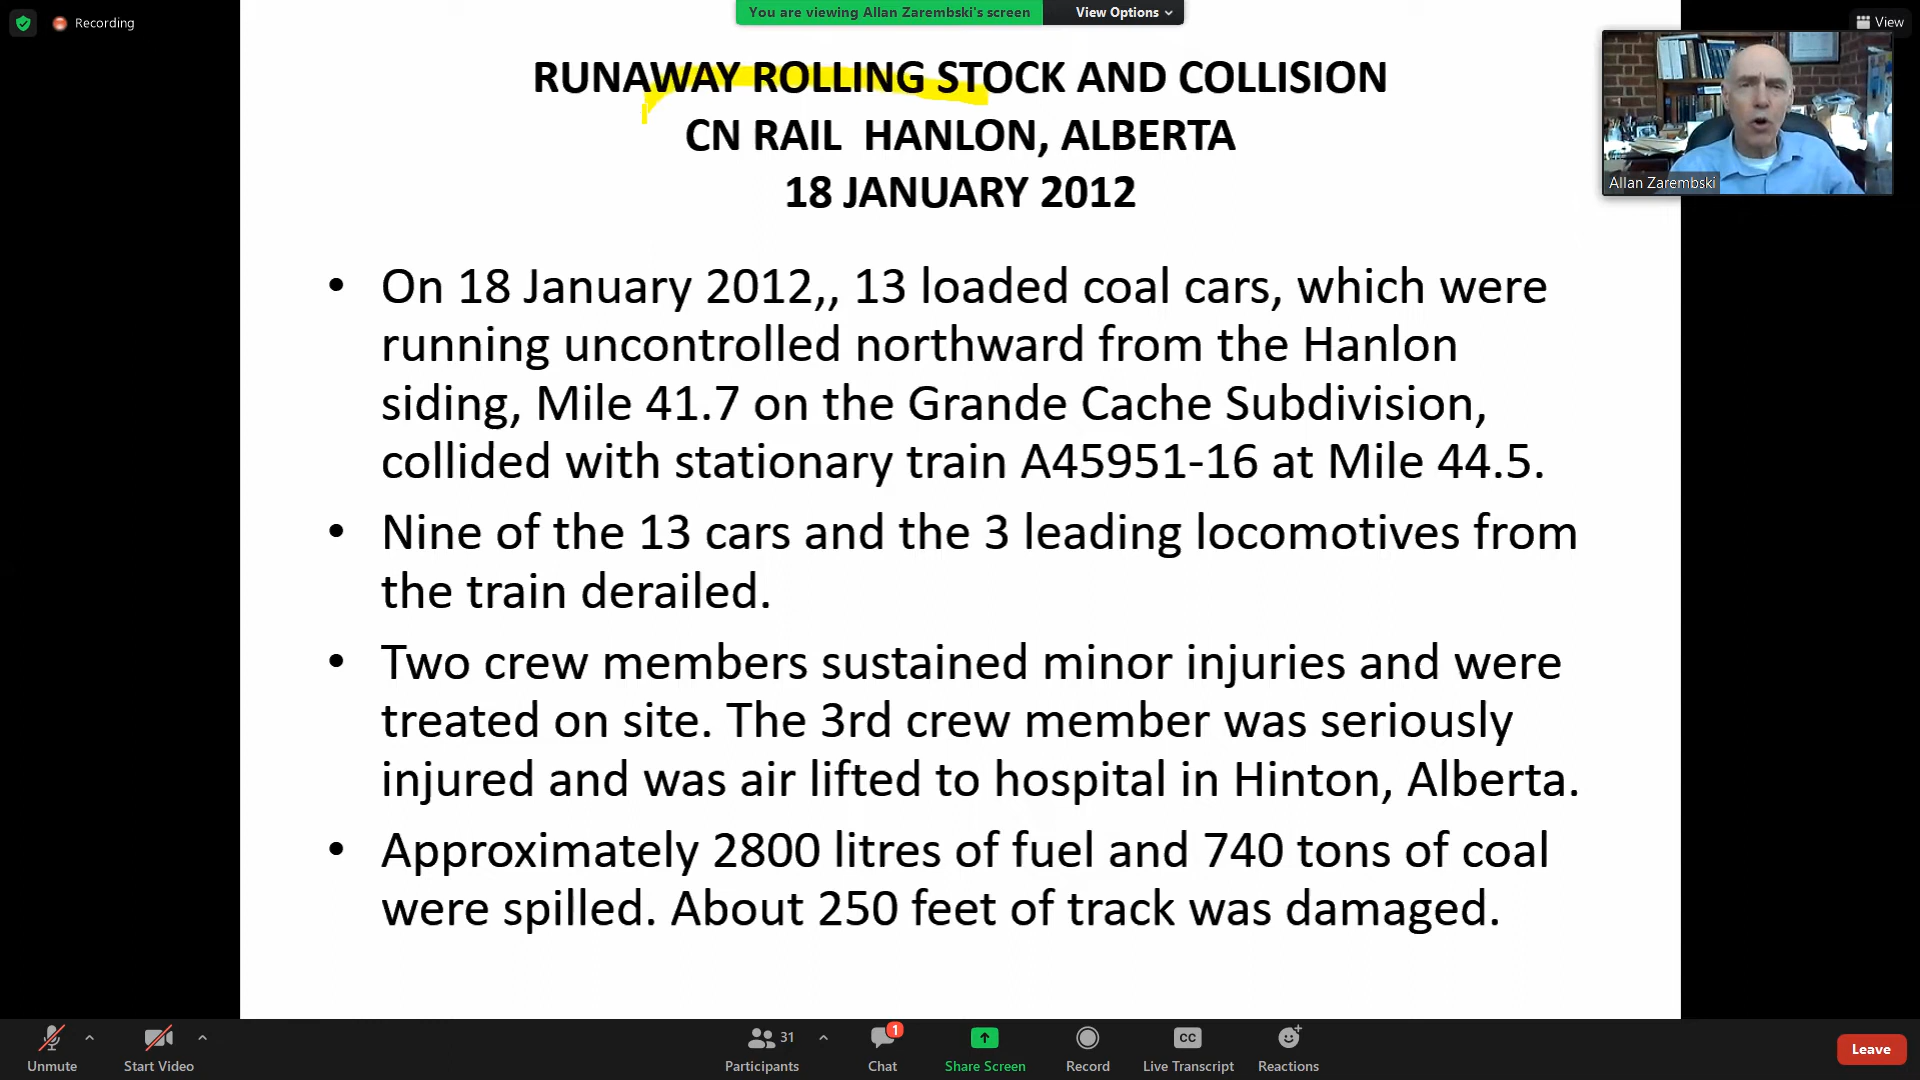 Recording
You are viewing Allan Zarembski's screen
View Options
View
RUNAWAY ROLLING STOCK AND COLLISION
CN RAIL HANLON, ALBERTA
18 JANUARY 2012
Allan Zarembski
• On 18 January 2012,, 13 loaded coal cars, which were
running uncontrolled northward from the Hanlon
siding, Mile 41.7 on the Grande Cache Subdivision,
collided with stationary train A45951-16 at Mile 44.5.
• Nine of the 13 cars and the 3 leading locomotives from
the train derailed.
• Two crew members sustained minor injuries and were
treated on site. The 3rd crew member was seriously
injured and was air lifted to hospital in Hinton, Alberta.
• Approximately 2800 litres of fuel and 740 tons of coal
were spilled. About 250 feet of track was damaged.
Unmute
Start Video
31
Participants
1
Chat
Share Screen
Record
CC
Live Transcript
Reactions
Leave